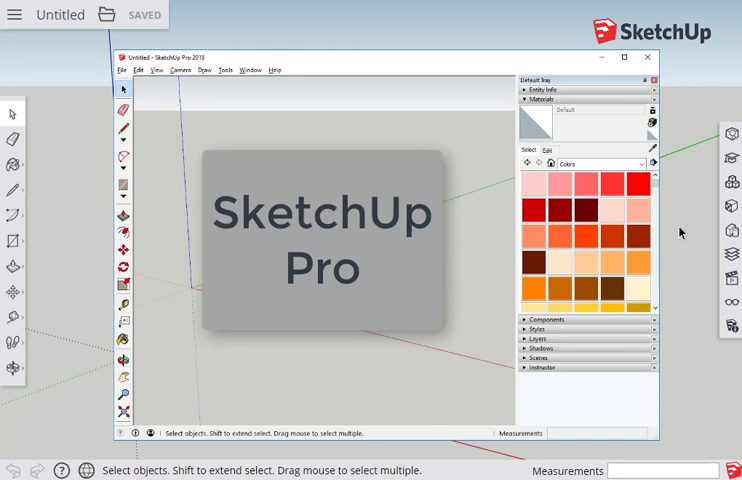 Untitled SAVED
SketchUp
Untitled - SketchUp Pro 2018
File Edit View Camera Draw Tools Window Help
Default Tray
Entity Info
Materials
Default
Select Edit
Colors
SketchUp
Pro
Components
Styles
Layers
Shadows
Scenes
Instructor
Select objects. Shift to extend select. Drag mouse to select multiple.
Measurements
Select objects. Shift to extend select. Drag mouse to select multiple.
Measurements